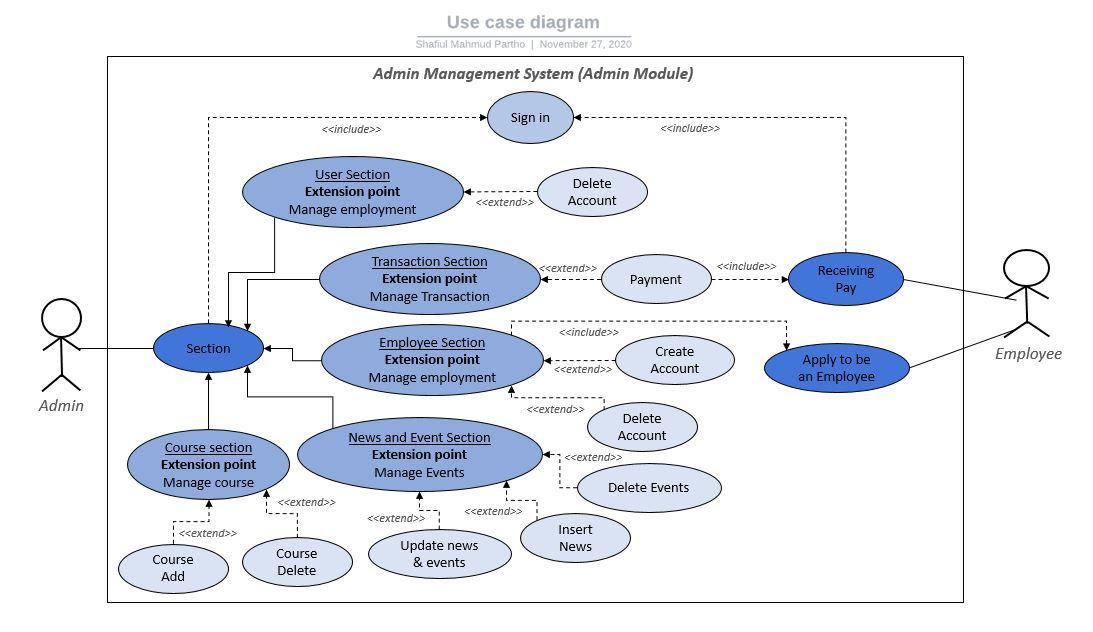 Use case diagram
Shafiul Mahmud Partho | November 27, 2020
Admin Management System (Admin Module)
Sign in
<<include>>
<<include>>
User Section
Extension point
Manage employment
<<extend>>
Delete
Account
Transaction Section
Extension point
Manage Transaction
<<extend>>
Payment
<<include>>
Receiving
Pay
Section
Employee Section
Extension point
Manage employment
<<include>>
<<extend>>
Create
Account
Apply to be
an Employee
Employee
Admin
<<extend>>
Delete
Account
Course section
Extension point
Manage course
News and Event Section
Extension point
Manage Events
<<extend>>
Delete Events
<<extend>>
<<extend>>
<<extend>>
<<extend>>
Course
Add
Course
Delete
Update news
& events
Insert
News